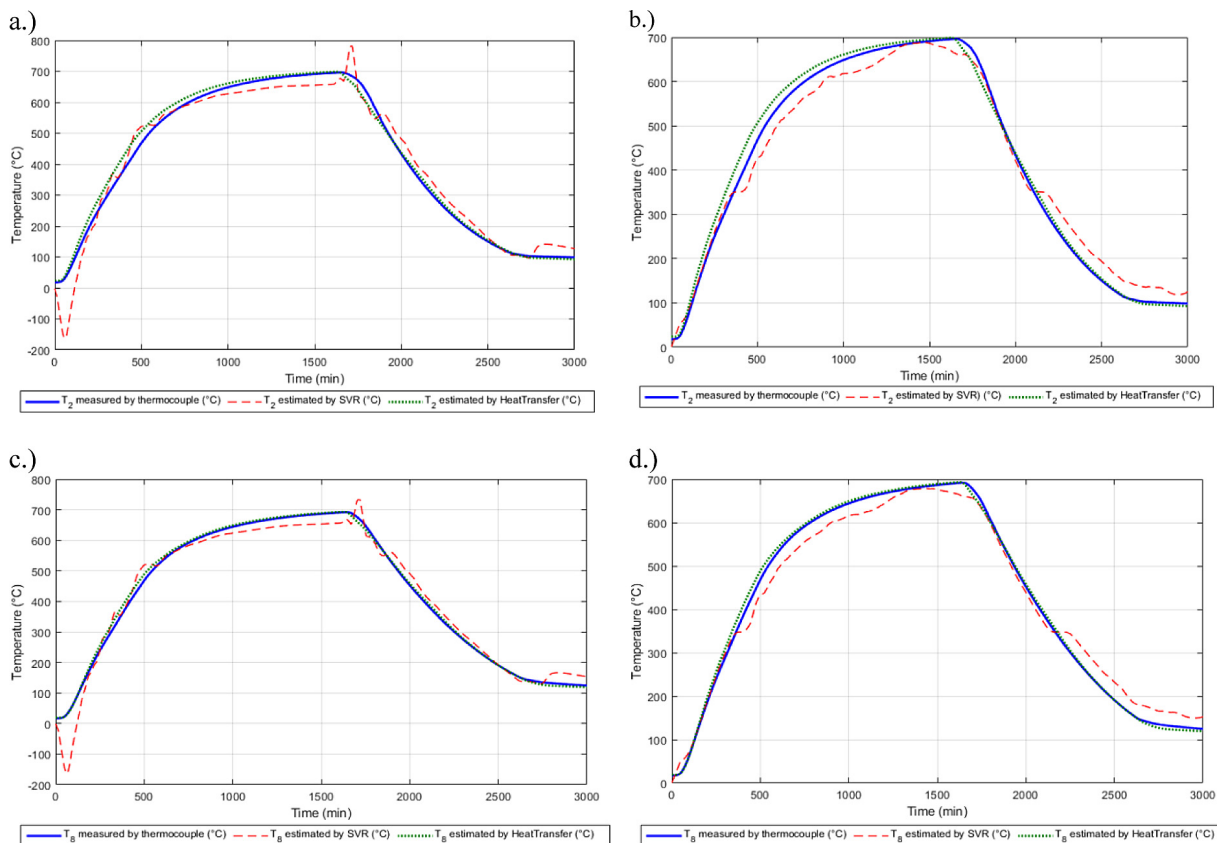 a.)
800
700
600
500
400
300
200
100
0
-100
-200
Temperature (°C)
0 500 1000 1500 2000 2500 3000
Time (min)
T2 measured by thermocouple (°C) T2 estimated by SVR (°C) T2 estimated by HeatTransfer (°C)
b.)
700
600
500
400
300
200
100
0
Temperature (°C)
0 500 1000 1500 2000 2500 3000
Time (min)
T2 measured by thermocouple (°C) T2 estimated by SVR) (°C) T2 estimated by HeatTransfer (°C)
c.)
800
700
600
500
400
300
200
100
0
-100
-200
Temperature (°C)
0 500 1000 1500 2000 2500 3000
Time (min)
T8 measured by thermocouple (°C) T8 estimated by SVR (°C) T8 estimated by HeatTransfer (°C)
d.)
700
600
500
400
300
200
100
0
Temperature (°C)
0 500 1000 1500 2000 2500 3000
Time (min)
T8 measured by thermocouple (°C) T8 estimated by SVR (°C) T8 estimated by HeatTransfer (°C)